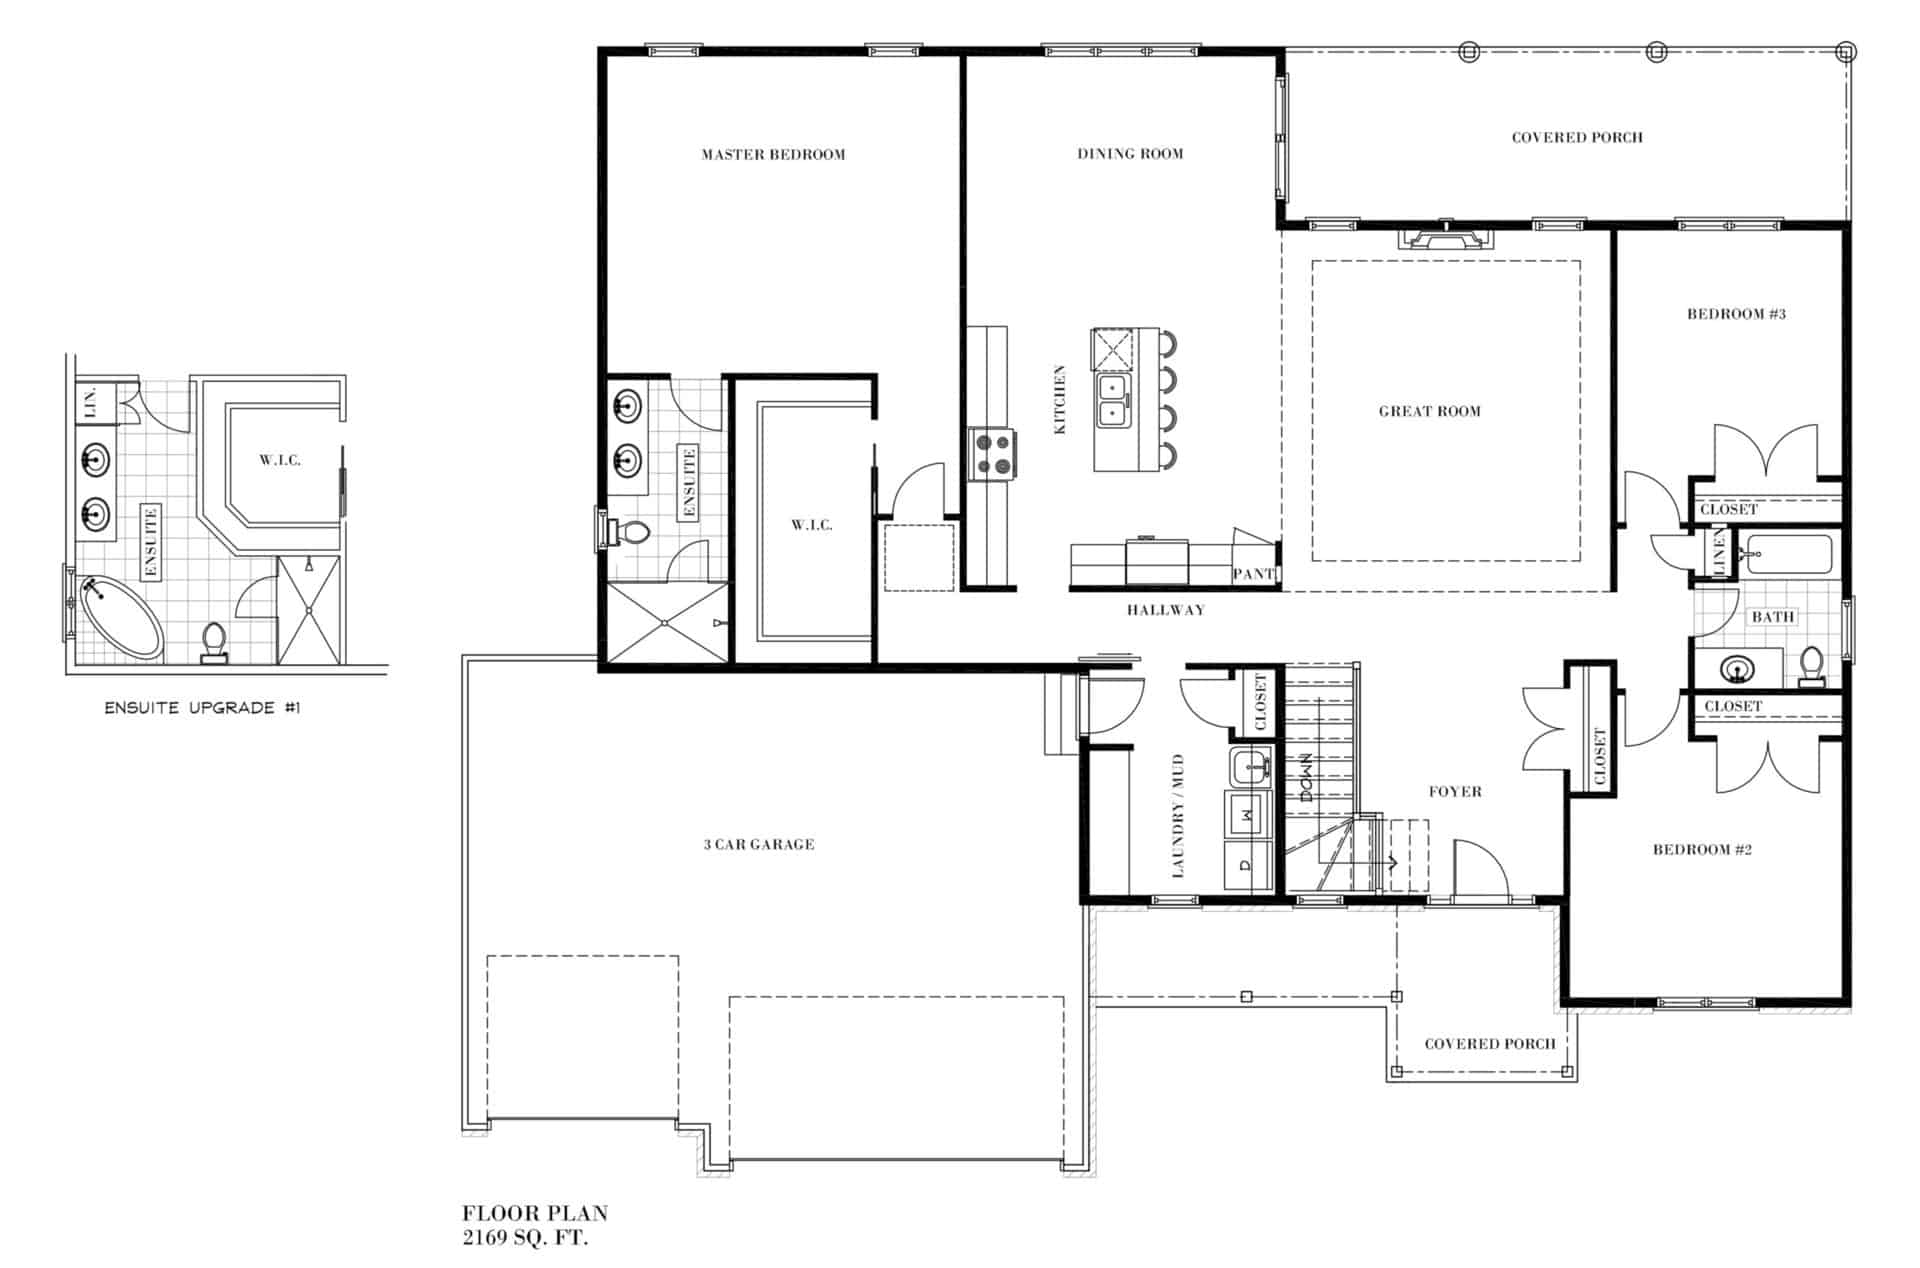 COVERED PORCH
MASTER BEDROOM
DINING ROOM
BEDROOM #3
KITCHEN
GREAT ROOM
LIN.
W.I.C.
ENSUITE
ENSUITE
W.I.C.
CLOSET
LINEN
PANT.
HALLWAY
BATH
ENSUITE UPGRADE #1
CLOSET
CLOSET
CLOSET
DOWN
LAUNDRY / MUD
FOYER
M
3 CAR GARAGE
BEDROOM #2
D
COVERED PORCH
FLOOR PLAN
2169 SQ. FT.